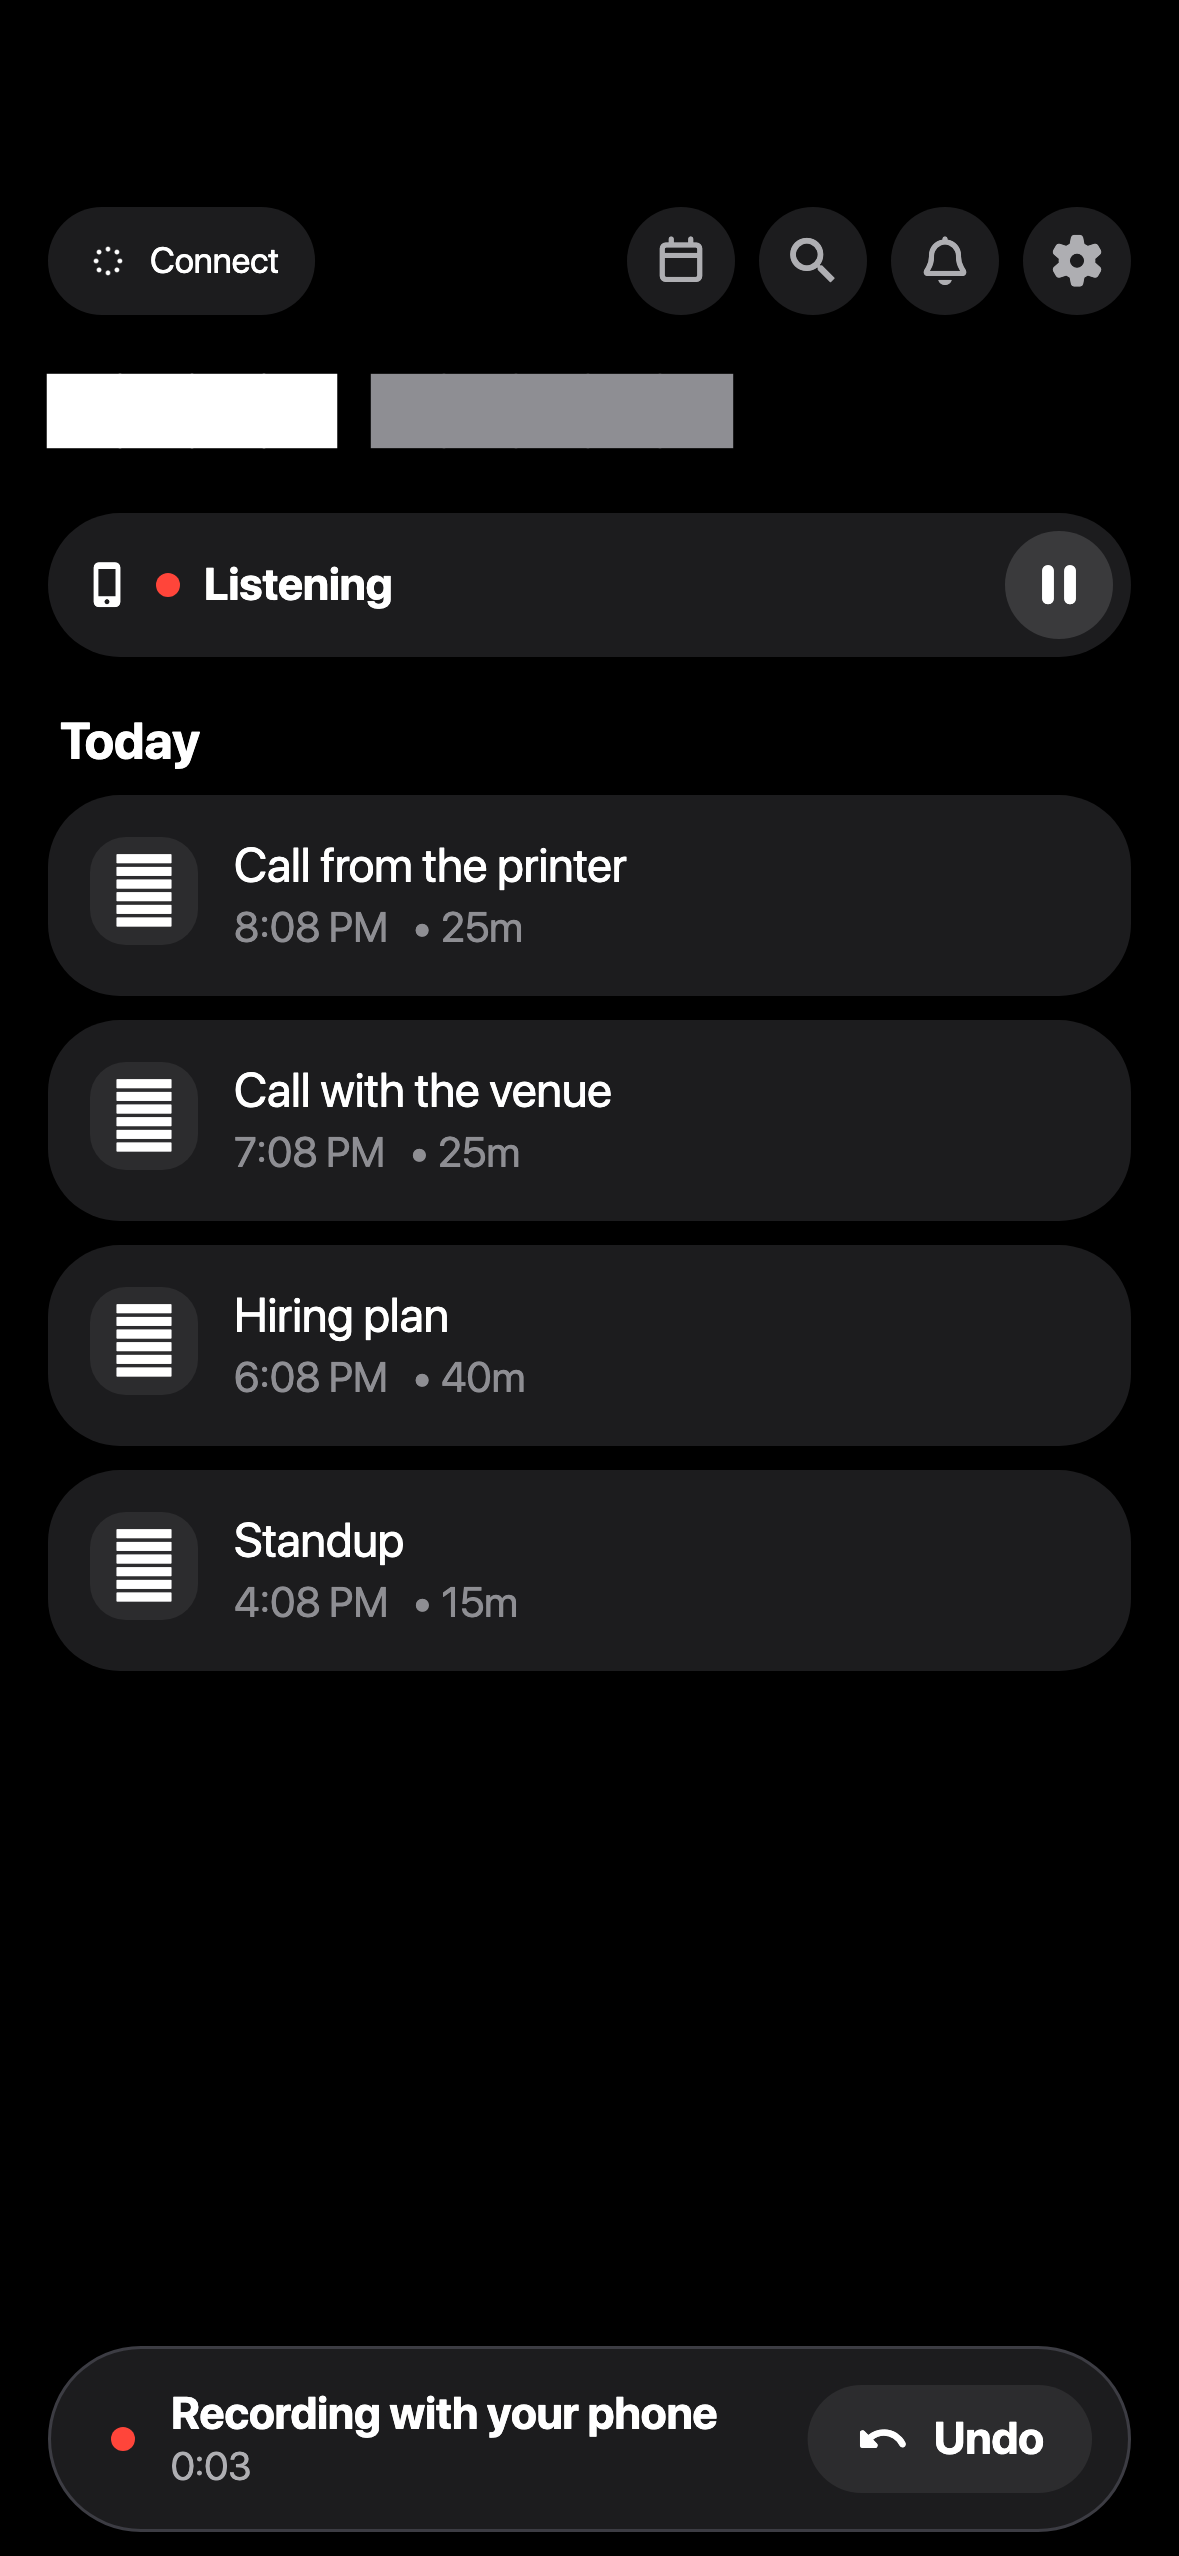 Connect
Listening
Today
Call from the printer
8:08 PM • 25m
Call with the venue
7:08 PM • 25m
Hiring plan
6:08 PM • 40m
Standup
4:08 PM • 15m
Recording with your phone
0:03
Undo